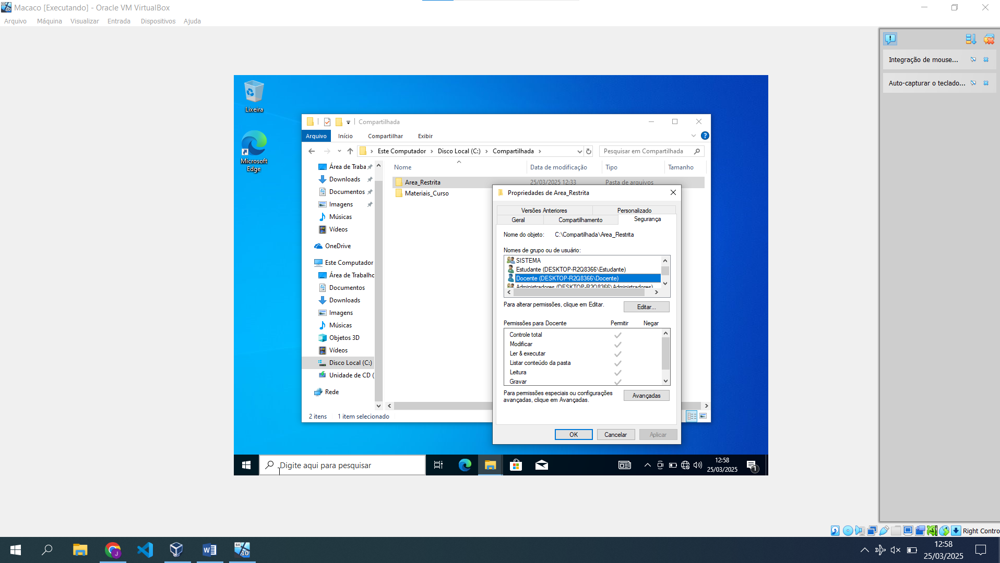 Macaco [Executando] - Oracle VM VirtualBox
Arquivo Máquina Visualizar Entrada Dispositivos Ajuda
Integração de mouse...
Auto-capturar o teclado...
Lixeira
Microsoft
Edge
Compartilhada
Arquivo Início Compartilhar Exibir
Este Computador Disco Local (C:) Compartilhada
Pesquisar em Compartilhada
Área de Traba
Downloads
Documentos
Imagens
Músicas
Vídeos
OneDrive
Este Computador
Área de Trabalho
Documentos
Downloads
Imagens
Músicas
Objetos 3D
Vídeos
Disco Local (C:)
Unidade de CD (
Rede
Nome Data de modificação Tipo Tamanho
Area_Restrita 25/03/2025 12:33 Pasta de arquivos
Materiais_Curso
2 itens 1 item selecionado
Propriedades de Area_Restrita
Versões Anteriores Personalizado
Geral Compartilhamento Segurança
Nome do objeto: C:\Compartilhada\Area_Restrita
Nomes de grupo ou de usuário:
SISTEMA
Estudante (DESKTOP-R2Q8366\Estudante)
Docente (DESKTOP-R2Q8366\Docente)
Administradores (DESKTOP-R2Q8366\Administradores)
Para alterar permissões, clique em Editar.
Editar...
Permissões para Docente Permitir Negar
Controle total
Modificar
Ler & executar
Listar conteúdo da pasta
Leitura
Gravar
Para permissões especiais ou configurações
avançadas, clique em Avançadas.
Avançadas
OK Cancelar Aplicar
Digite aqui para pesquisar
12:58
25/03/2025
1
Right Contro
12:58
25/03/2025